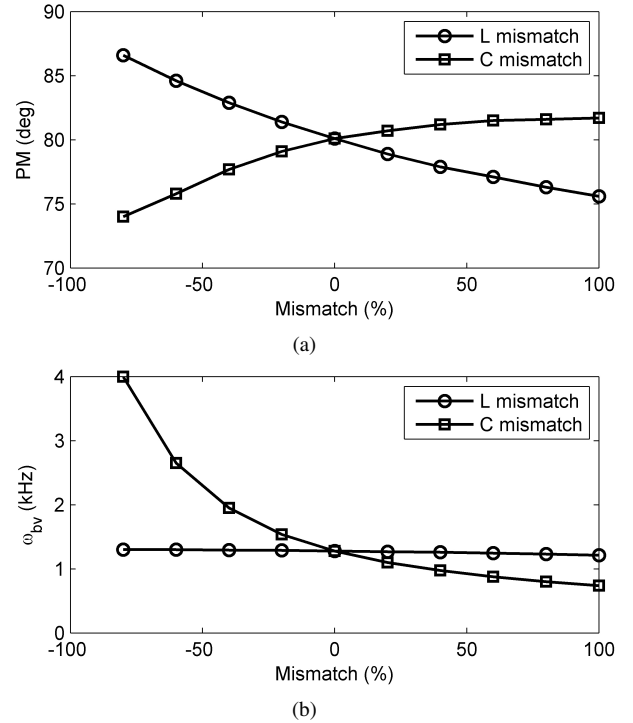 90
85
80
75
70
PM (deg)
L mismatch
C mismatch
-100 -50 0 50 100
Mismatch (%)
(a)
4
3
2
1
0
ω_bv (kHz)
L mismatch
C mismatch
-100 -50 0 50 100
Mismatch (%)
(b)